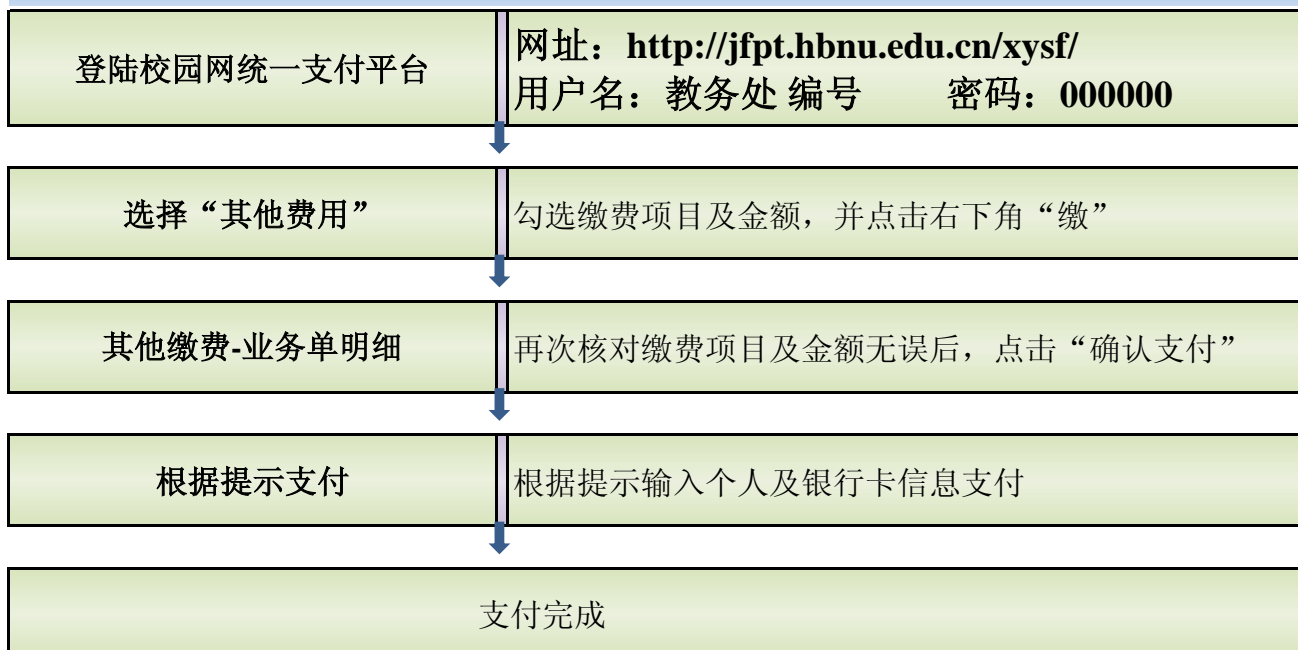 登陆校园网统一支付平台
网址：http://jfpt.hbnu.edu.cn/xysf/
用户名：教务处 编号 密码：000000
选择“其他费用”
勾选缴费项目及金额，并点击右下角“缴”
其他缴费-业务单明细
再次核对缴费项目及金额无误后，点击“确认支付”
根据提示支付
根据提示输入个人及银行卡信息支付
支付完成